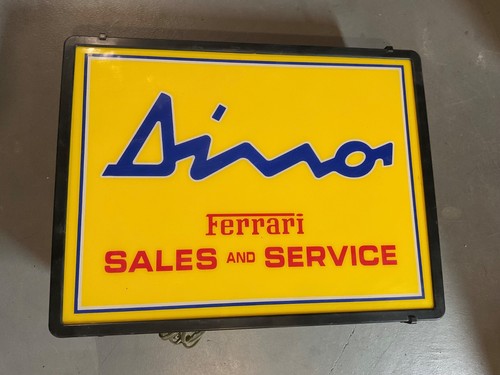 Dino
Ferrari
SALES AND SERVICE